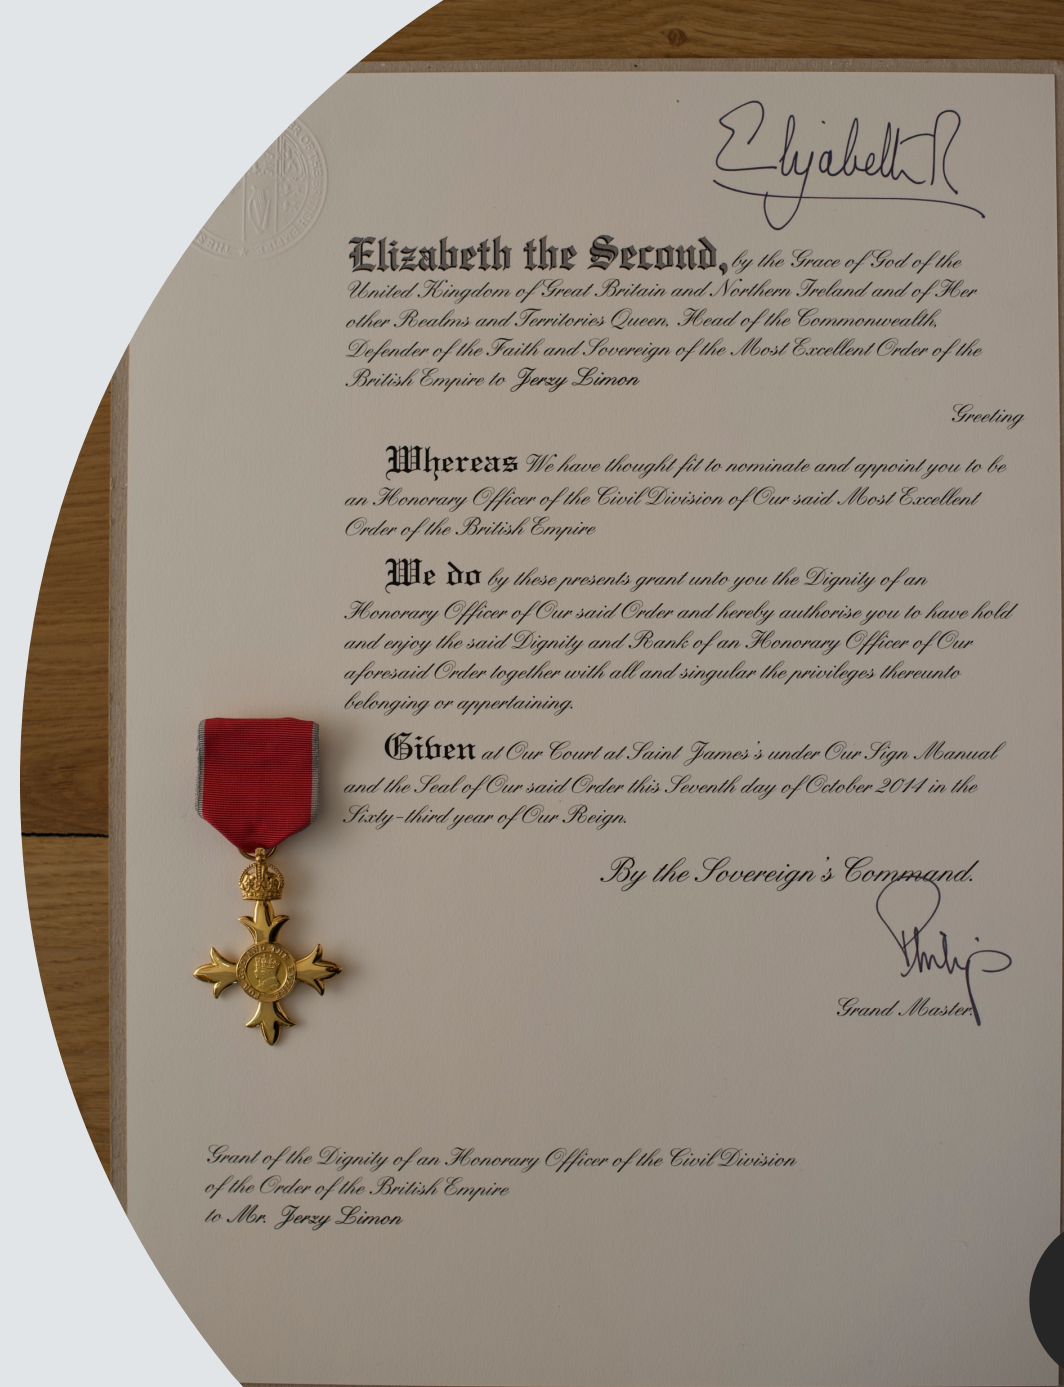 Elizabeth R
Elizabeth the Second, by the Grace of God of the
United Kingdom of Great Britain and Northern Ireland and of Her
other Realms and Territories Queen, Head of the Commonwealth,
Defender of the Faith and Sovereign of the Most Excellent Order of the
British Empire to Jerzy Limon
Greeting
Whereas We have thought fit to nominate and appoint you to be
an Honorary Officer of the Civil Division of Our said Most Excellent
Order of the British Empire
We do by these presents grant unto you the Dignity of an
Honorary Officer of Our said Order and hereby authorise you to have hold
and enjoy the said Dignity and Rank of an Honorary Officer of Our
aforesaid Order together with all and singular the privileges thereunto
belonging or appertaining.
Given at Our Court at Saint James's under Our Sign Manual
and the Seal of Our said Order this Seventh day of October 2014 in the
Sixty-third year of Our Reign.
By the Sovereign's Command.
Philip
Grand Master.
Grant of the Dignity of an Honorary Officer of the Civil Division
of the Order of the British Empire
to Mr. Jerzy Limon